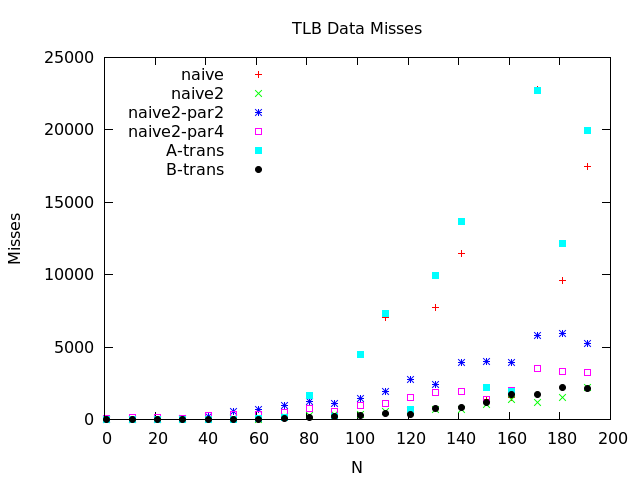 TLB Data Misses
25000
20000
15000
10000
5000
0
Misses
naive
naive2
naive2-par2
naive2-par4
A-trans
B-trans
0 20 40 60 80 100 120 140 160 180 200
N